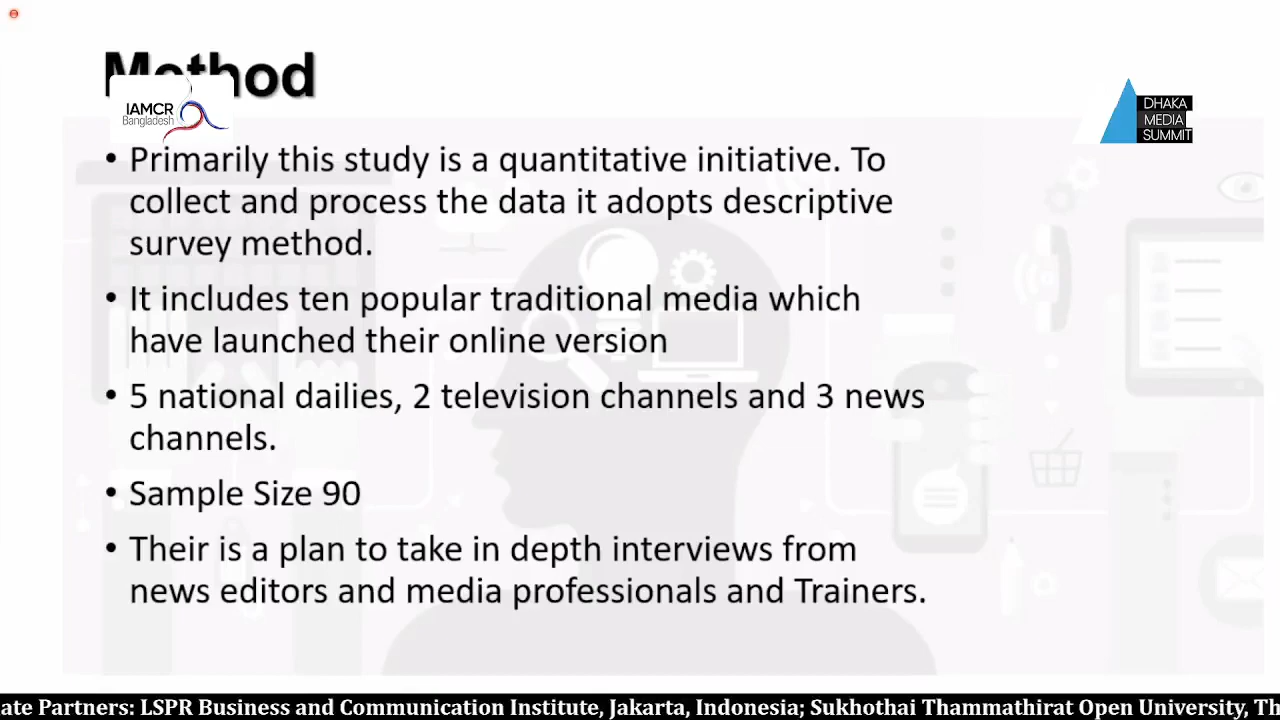 Method
IAMCR
Bangladesh
DHAKA
MEDIA
SUMMIT
• Primarily this study is a quantitative initiative. To
collect and process the data it adopts descriptive
survey method.
• It includes ten popular traditional media which
have launched their online version
• 5 national dailies, 2 television channels and 3 news
channels.
• Sample Size 90
• Their is a plan to take in depth interviews from
news editors and media professionals and Trainers.
Partners: LSPR Business and Communication Institute, Jakarta, Indonesia; Sukhothai Thammathirat Open University,